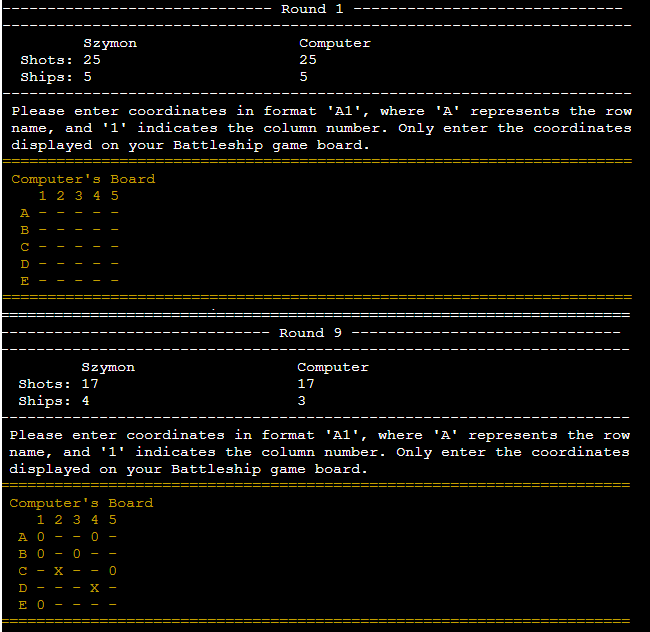 ------------------------------ Round 1 ------------------------------
----------------------------------------------------------------------
Szymon Computer
Shots: 25 25
Ships: 5 5
----------------------------------------------------------------------
Please enter coordinates in format 'A1', where 'A' represents the row
name, and '1' indicates the column number. Only enter the coordinates
displayed on your Battleship game board.
======================================================================
Computer's Board
1 2 3 4 5
A - - - - -
B - - - - -
C - - - - -
D - - - - -
E - - - - -
======================================================================
======================================================================
------------------------------ Round 9 ------------------------------
----------------------------------------------------------------------
Szymon Computer
Shots: 17 17
Ships: 4 3
----------------------------------------------------------------------
Please enter coordinates in format 'A1', where 'A' represents the row
name, and '1' indicates the column number. Only enter the coordinates
displayed on your Battleship game board.
======================================================================
Computer's Board
1 2 3 4 5
A 0 - - 0 -
B 0 - 0 - -
C - X - - 0
D - - - X -
E 0 - - - -
======================================================================